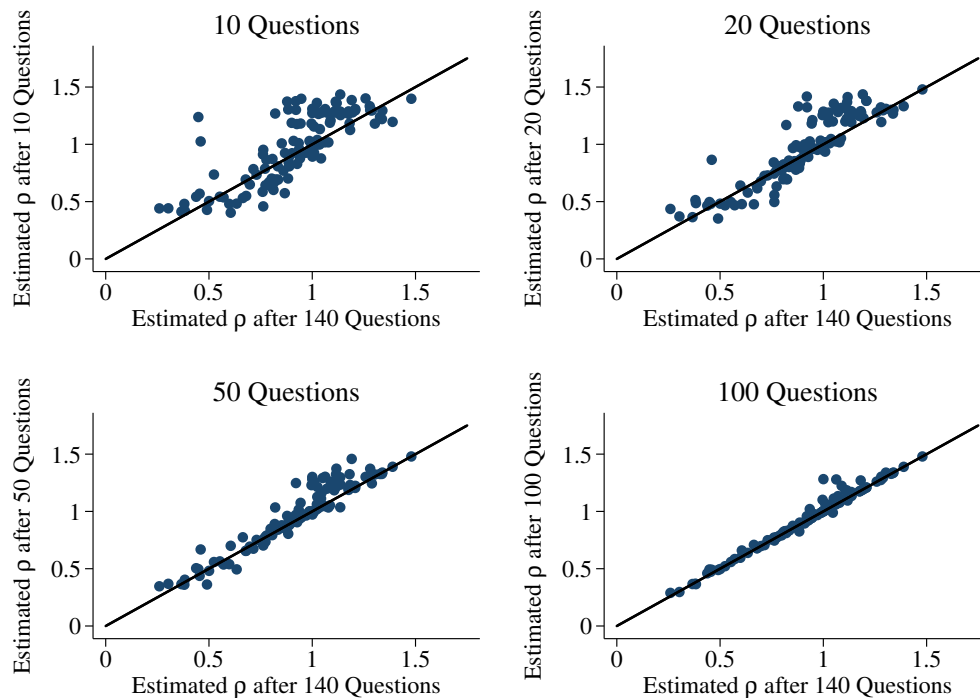 10 Questions
Estimated ρ after 10 Questions
1.5
1
0.5
0
0 0.5 1 1.5
Estimated ρ after 140 Questions
20 Questions
Estimated ρ after 20 Questions
1.5
1
0.5
0
0 0.5 1 1.5
Estimated ρ after 140 Questions
50 Questions
Estimated ρ after 50 Questions
1.5
1
0.5
0
0 0.5 1 1.5
Estimated ρ after 140 Questions
100 Questions
Estimated ρ after 100 Questions
1.5
1
0.5
0
0 0.5 1 1.5
Estimated ρ after 140 Questions